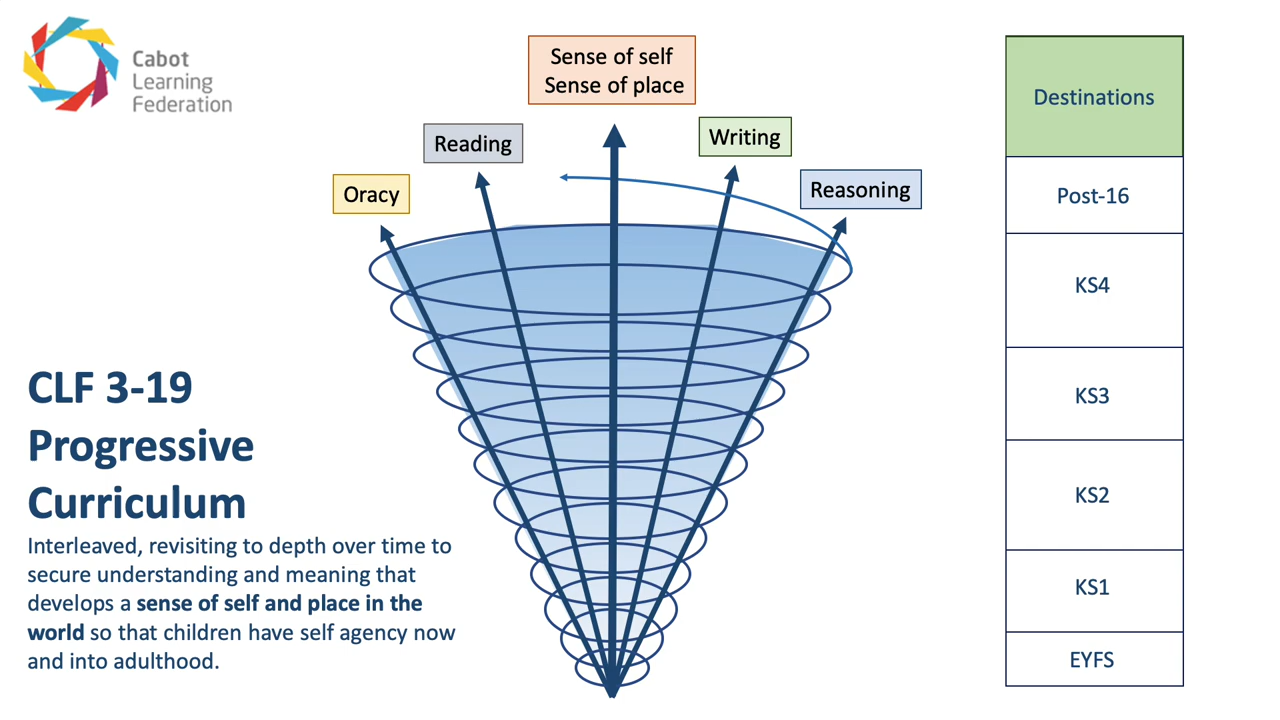 Cabot
Learning
Federation
Sense of self
Sense of place
Reading
Writing
Oracy
Reasoning
CLF 3-19
Progressive
Curriculum
Interleaved, revisiting to depth over time to
secure understanding and meaning that
develops a sense of self and place in the
world so that children have self agency now
and into adulthood.
Destinations
Post-16
KS4
KS3
KS2
KS1
EYFS